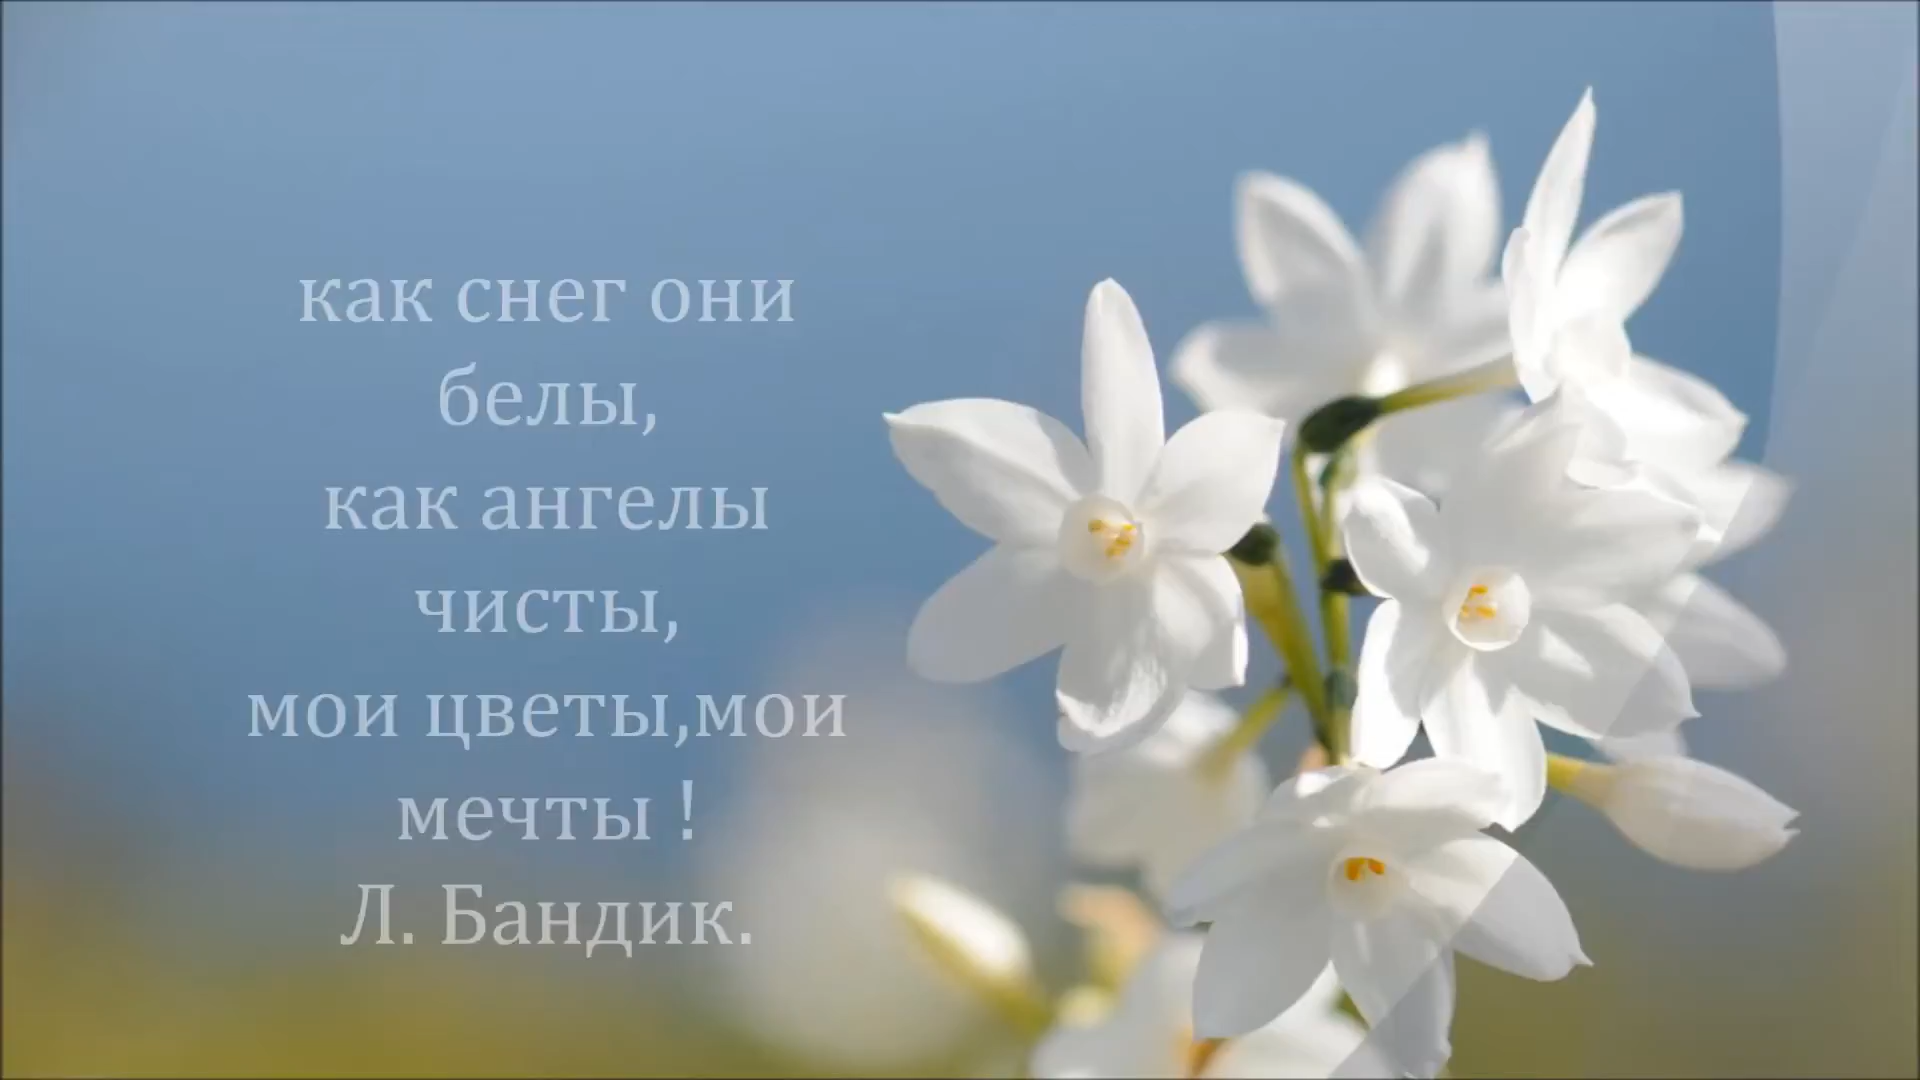 как снег они
белы,
как ангелы
чисты,
мои цветы,мои
мечты !
Л. Бандик.